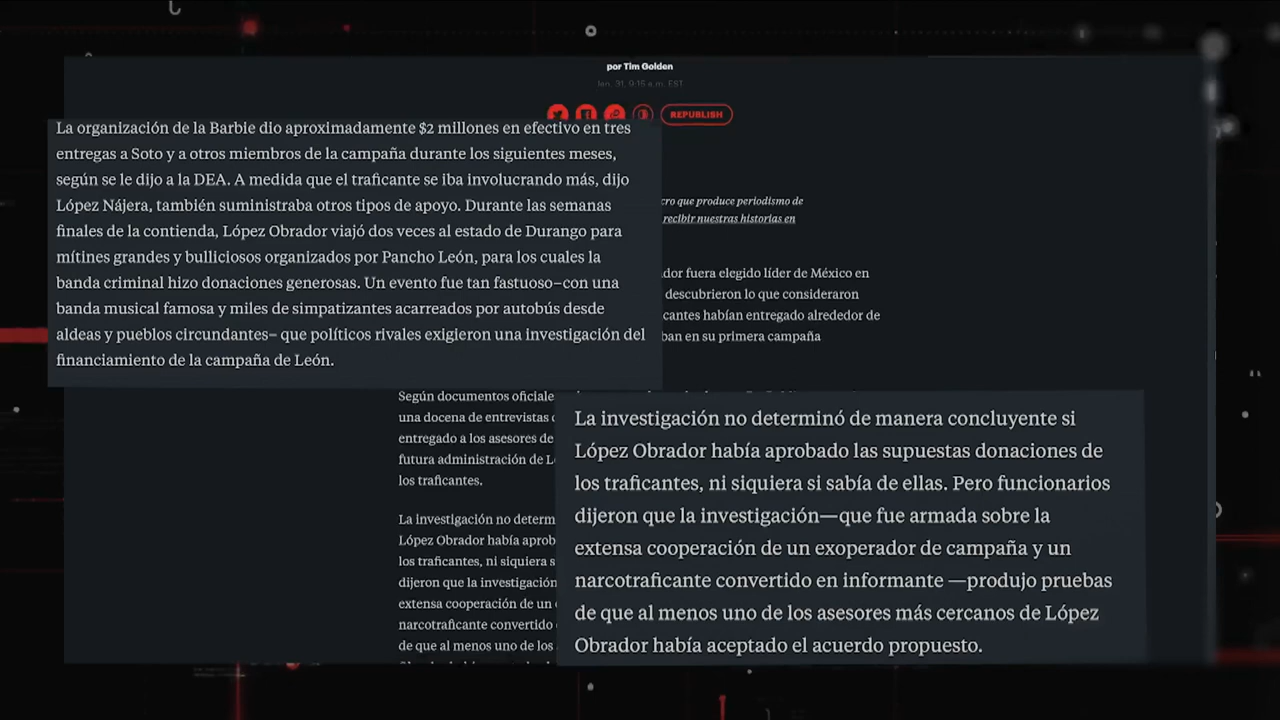 por Tim Golden
Jan. 31, 9:15 a.m. EST
REPUBLISH
La organización de la Barbie dio aproximadamente $2 millones en efectivo en tres
entregas a Soto y a otros miembros de la campaña durante los siguientes meses,
según se le dijo a la DEA. A medida que el traficante se iba involucrando más, dijo
López Nájera, también suministraba otros tipos de apoyo. Durante las semanas
finales de la contienda, López Obrador viajó dos veces al estado de Durango para
mítines grandes y bulliciosos organizados por Pancho León, para los cuales la
banda criminal hizo donaciones generosas. Un evento fue tan fastuoso–con una
banda musical famosa y miles de simpatizantes acarreados por autobús desde
aldeas y pueblos circundantes– que políticos rivales exigieron una investigación del
financiamiento de la campaña de León.
cro que produce periodismo de
recibir nuestras historias en
dor fuera elegido líder de México en
descubrieron lo que consideraron
cantes habían entregado alrededor de
ban en su primera campaña
Según documentos oficiale
una docena de entrevistas
entregado a los asesores de
futura administración de L
los traficantes.
La investigación no determ
López Obrador había aprob
los traficantes, ni siquiera s
dijeron que la investigación
extensa cooperación de un
narcotraficante convertido
de que al menos uno de los
La investigación no determinó de manera concluyente si
López Obrador había aprobado las supuestas donaciones de
los traficantes, ni siquiera si sabía de ellas. Pero funcionarios
dijeron que la investigación—que fue armada sobre la
extensa cooperación de un exoperador de campaña y un
narcotraficante convertido en informante —produjo pruebas
de que al menos uno de los asesores más cercanos de López
Obrador había aceptado el acuerdo propuesto.